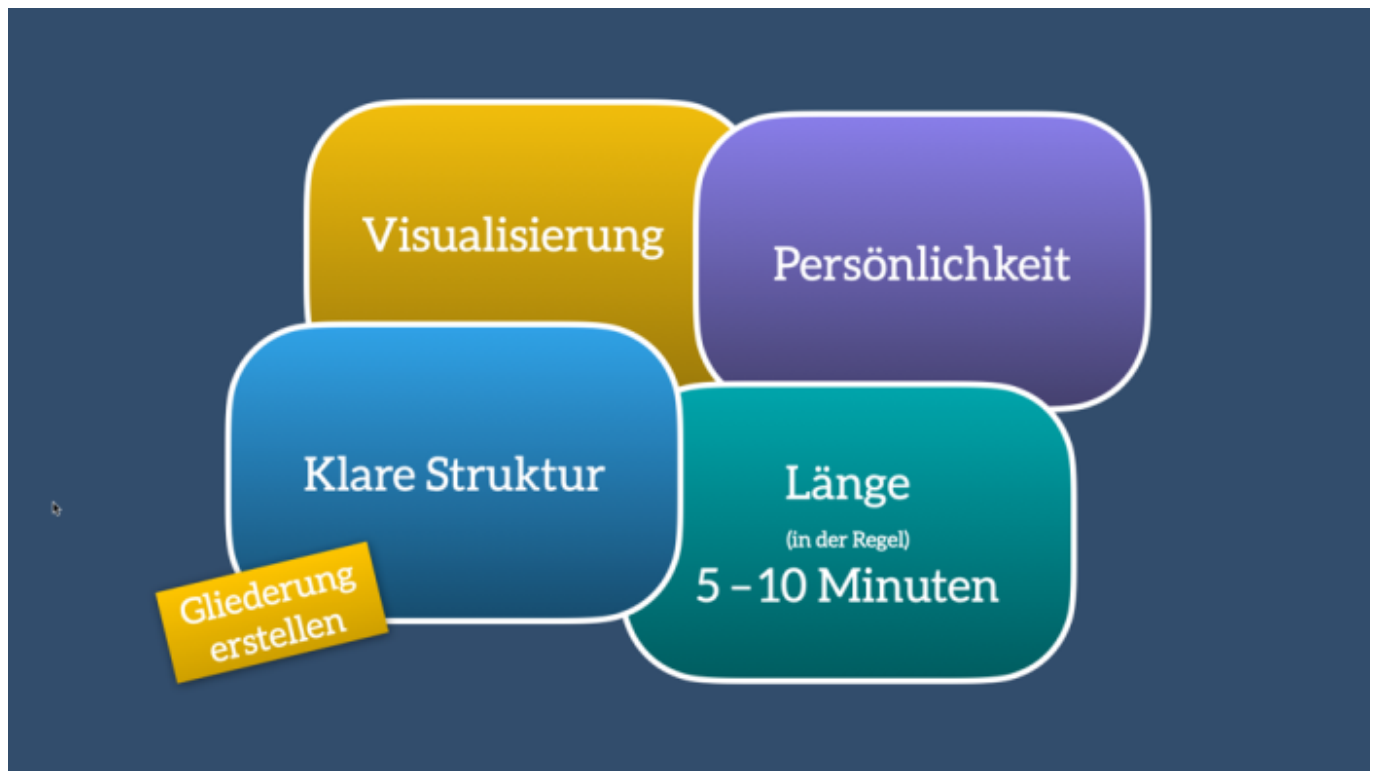 Visualisierung
Persönlichkeit
Klare Struktur
Länge
(in der Regel)
5 – 10 Minuten
Gliederung
erstellen